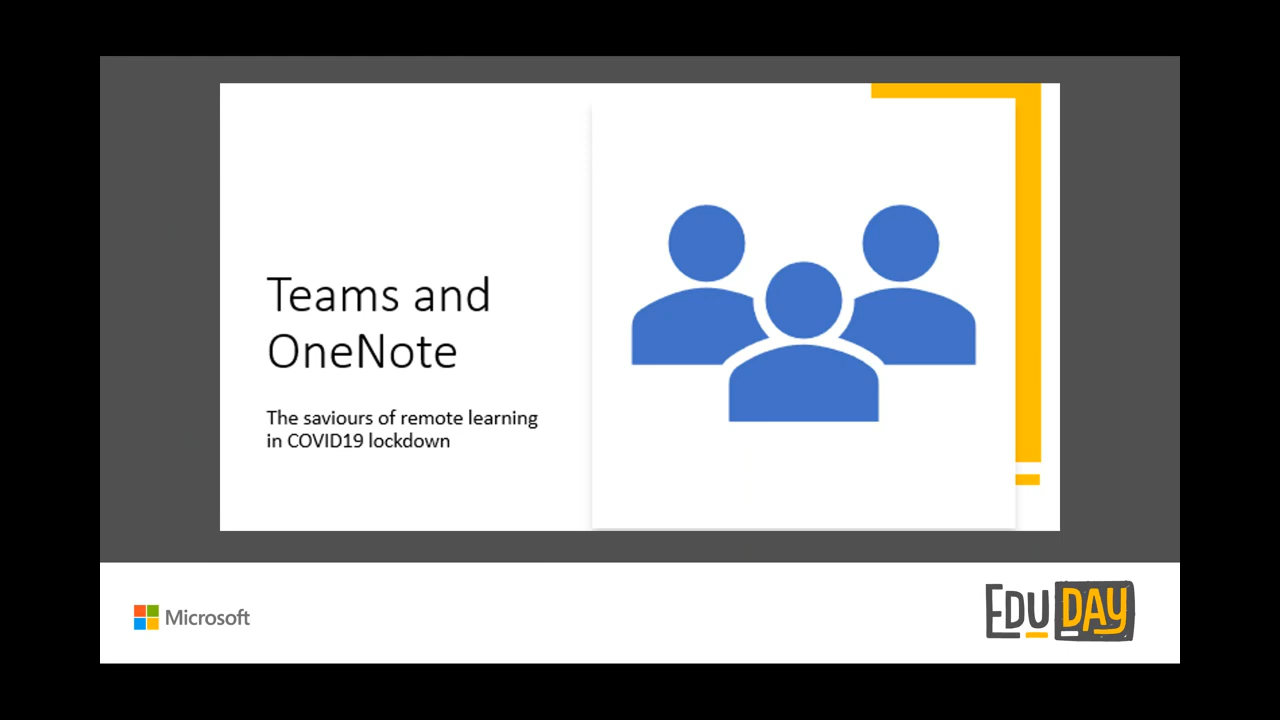 Teams and
OneNote
The saviours of remote learning
in COVID19 lockdown
Microsoft
EDU DAY